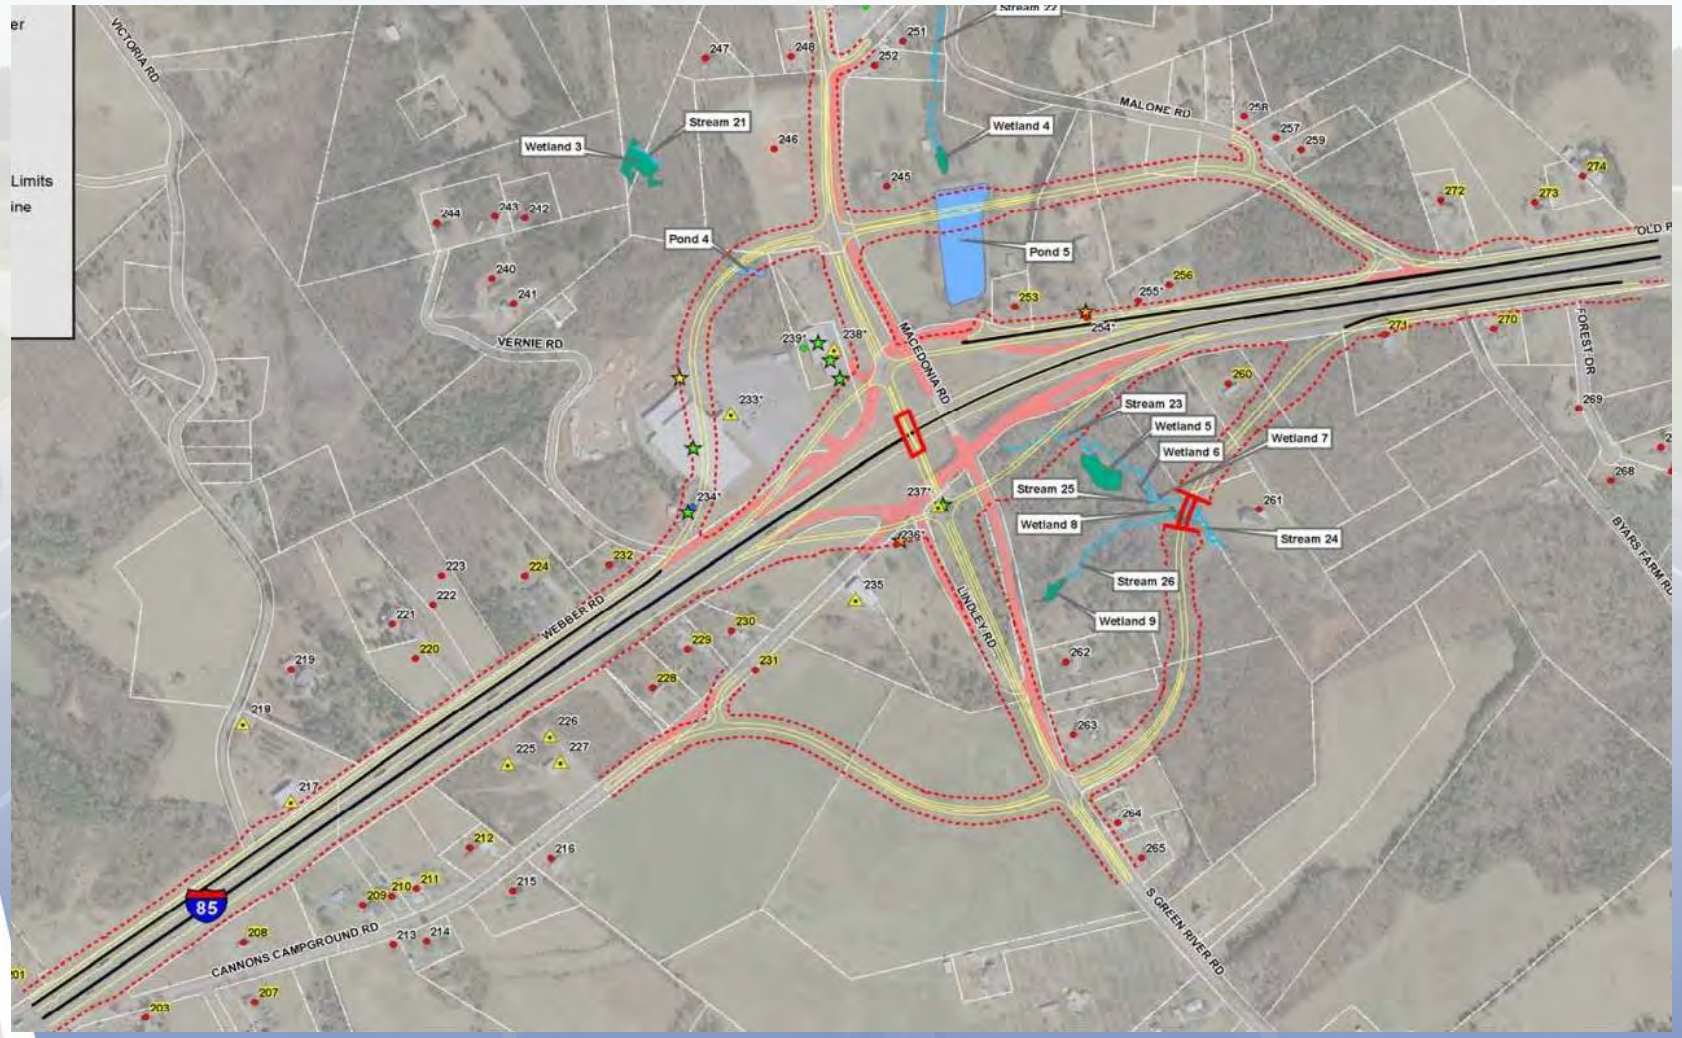 er
Limits
ine
VICTORIA RD
247
248
251
252
Stream 22
MALONE RD
258
257
259
Stream 21
Wetland 3
246
Wetland 4
245
244
243
242
272
273
274
Pond 4
Pond 5
OLD P
240
241
253
256
255*
254*
VERNIE RD
239*
238*
MACEDONIA RD
271
270
FOREST DR
233*
260
269
Stream 23
Wetland 5
Wetland 6
Wetland 7
268
234*
237*
Stream 25
Wetland 8
261
Stream 24
236*
BYARS FARM RD
223
224
232
222
221
235
Stream 26
WEBBER RD
LINDLEY RD
Wetland 9
220
230
229
231
262
219
228
219
226
225
227
263
217
264
212
216
265
211
210
209
215
85
S GREEN RIVER RD
208
213
214
CANNONS CAMPGROUND RD
201
207
203